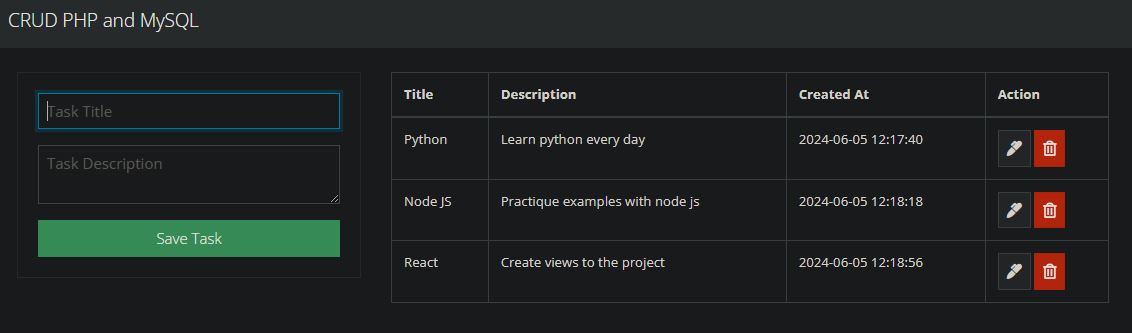 CRUD PHP and MySQL
Task Title
Task Description
Save Task
Title Description Created At Action
Python Learn python every day 2024-06-05 12:17:40
Node JS Practique examples with node js 2024-06-05 12:18:18
React Create views to the project 2024-06-05 12:18:56